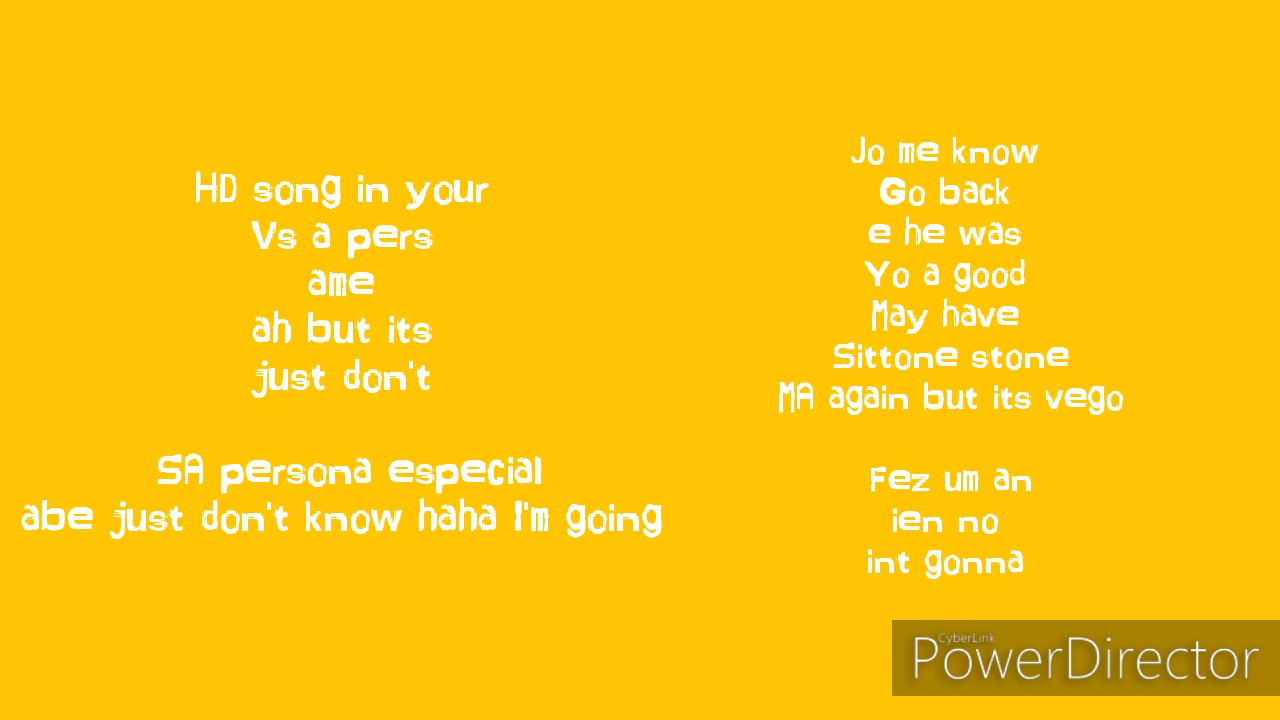 HD song in your
Vs a pers
ame
ah but its
just don't
SA persona especial
abe just don't know haha I'm going
Jo me know
Go back
e he was
Yo a good
May have
Sittone stone
MA again but its vego
Fez um an
ien no
int gonna
CyberLink
PowerDirector